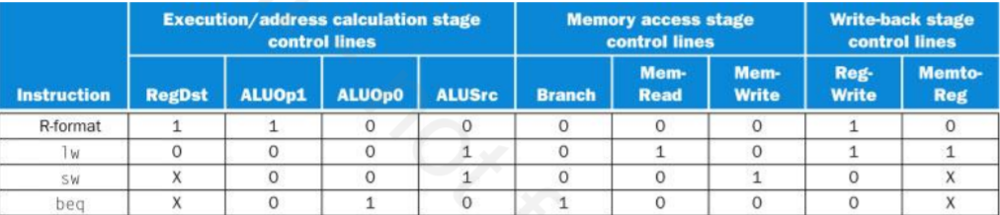 Execution/address calculation stage control lines Memory access stage control lines Write-back stage control lines
Instruction RegDst ALUOp1 ALUOp0 ALUSrc Branch Mem-Read Mem-Write Reg-Write Memto-Reg
R-format 1 1 0 0 0 0 0 1 0
lw 0 0 0 1 0 1 0 1 1
sw X 0 0 1 0 0 1 0 X
beq X 0 1 0 1 0 0 0 X